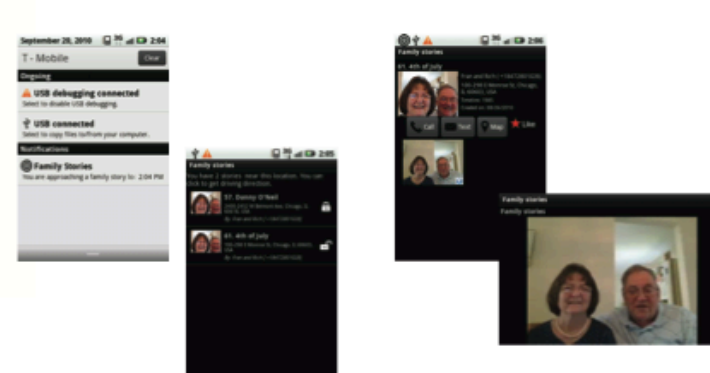 September 28, 2010
3G
2:04
T - Mobile
Clear
Ongoing
USB debugging connected
Select to disable USB debugging.
USB connected
Select to copy files to/from your computer.
Notifications
Family Stories
You are approaching a family story lo 2:04 PM
3G
2:05
Family stories
You have 2 stories near this location. You can
click to get driving direction.
57. Danny O'Neil
61. 4th of July
3G
2:06
Family stories
61. 4th of July
Call
Text
Map
Like
Family stories
Family stories